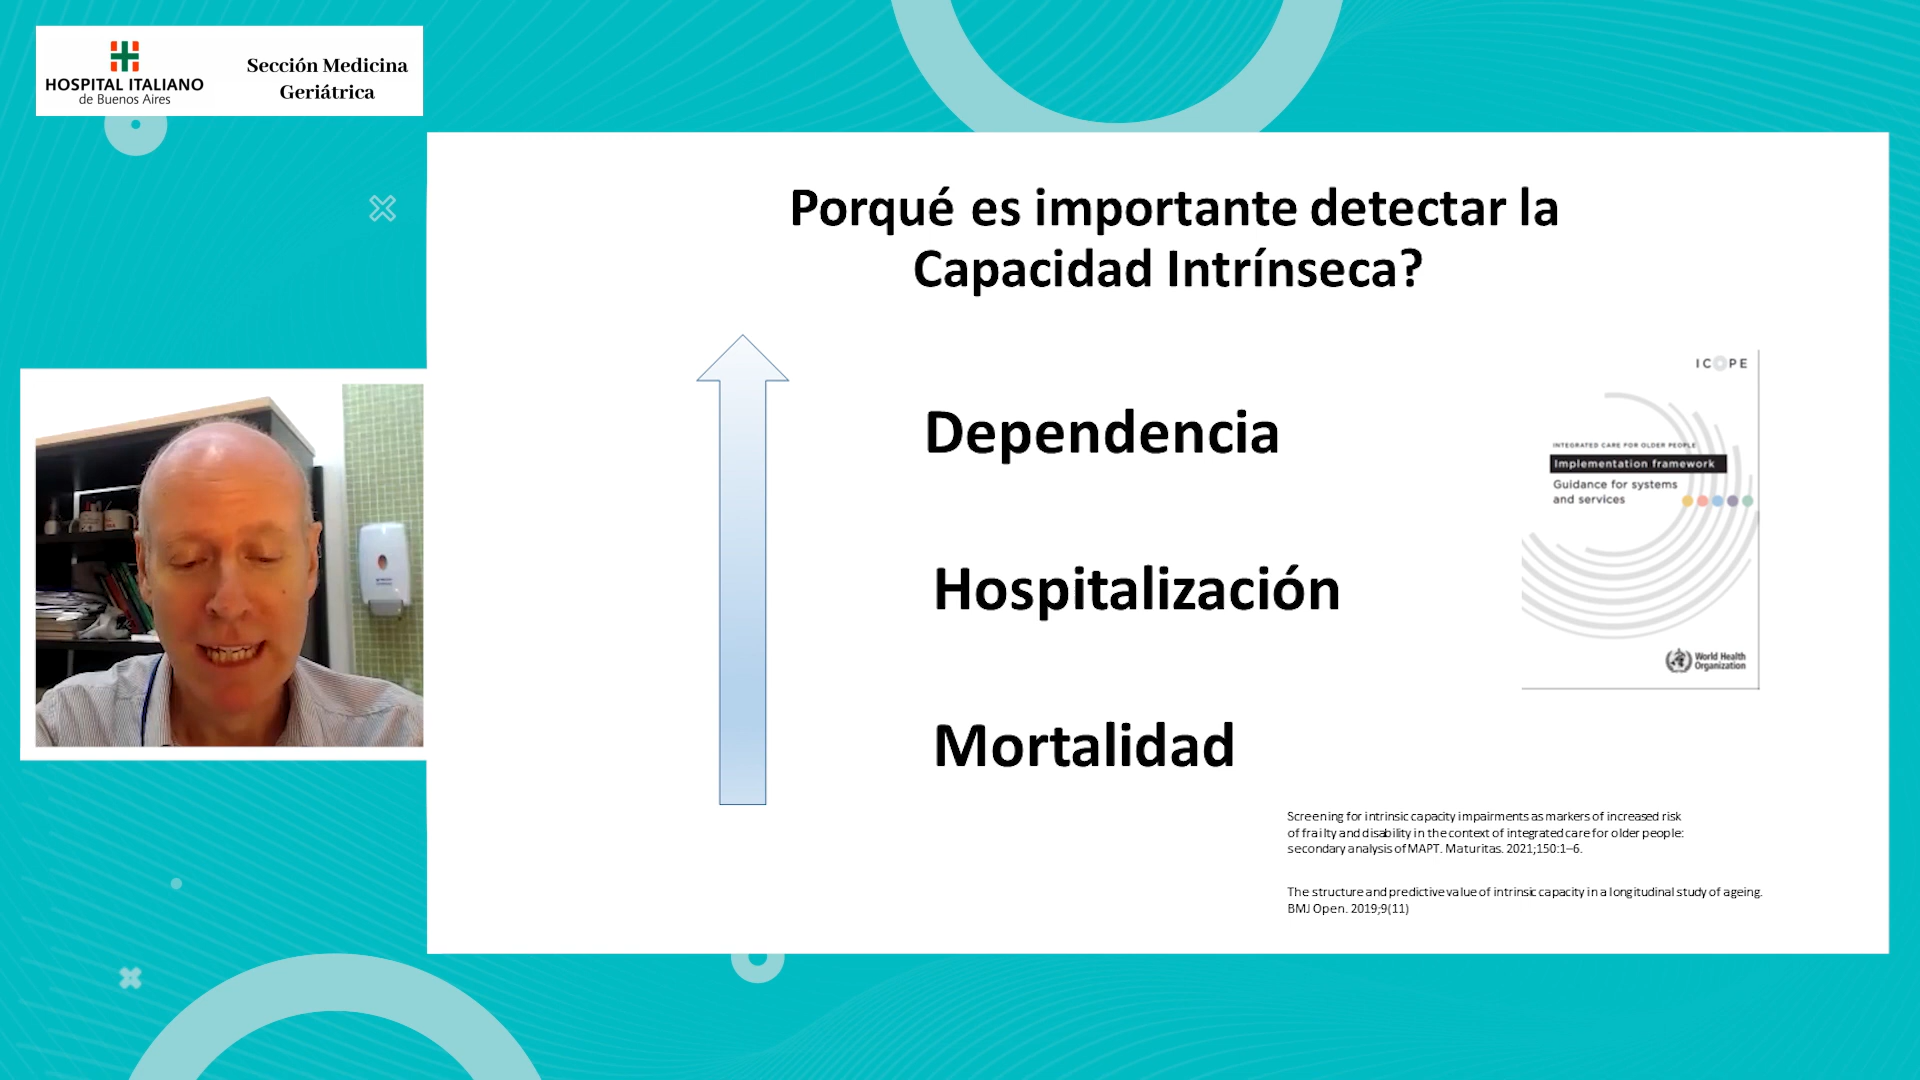 HOSPITAL ITALIANO
de Buenos Aires
Sección Medicina
Geriátrica
Porqué es importante detectar la
Capacidad Intrínseca?
Dependencia
Hospitalización
Mortalidad
ICOPE
INTEGRATED CARE FOR OLDER PEOPLE
Implementation framework
Guidance for systems
and services
World Health
Organization
Screening for intrinsic capacity impairments as markers of increased risk
of frailty and disability in the context of integrated care for older people:
secondary analysis of MAPT. Maturitas. 2021;150:1–6.
The structure and predictive value of intrinsic capacity in a longitudinal study of ageing.
BMJ Open. 2019;9(11)